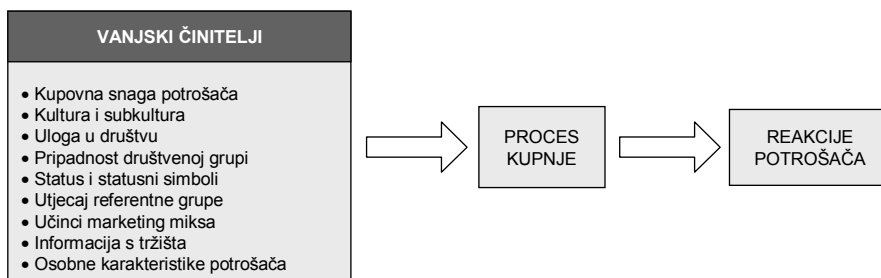 VANJSKI ČINITELJI
• Kupovna snaga potrošača
• Kultura i subkultura
• Uloga u društvu
• Pripadnost društvenoj grupi
• Status i statusni simboli
• Utjecaj referentne grupe
• Učinci marketing miksa
• Informacija s tržišta
• Osobne karakteristike potrošača
PROCES
KUPNJE
REAKCIJE
POTROŠAČA